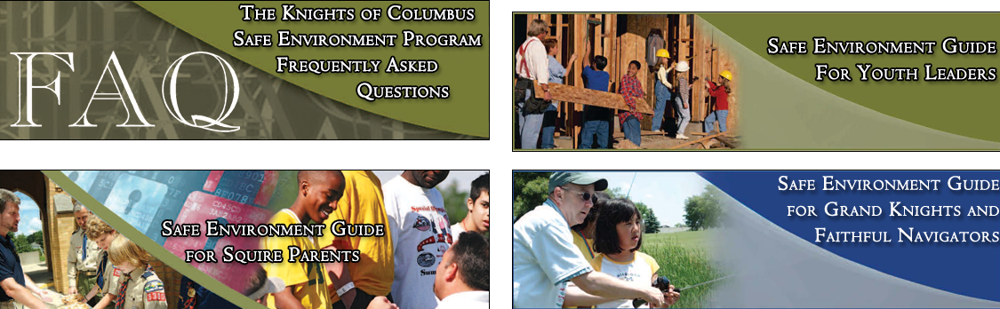 FAQ
The Knights of Columbus
Safe Environment Program
Frequently Asked
Questions
Safe Environment Guide
For Youth Leaders
Safe Environment Guide
for Squire Parents
Safe Environment Guide
for Grand Knights and
Faithful Navigators